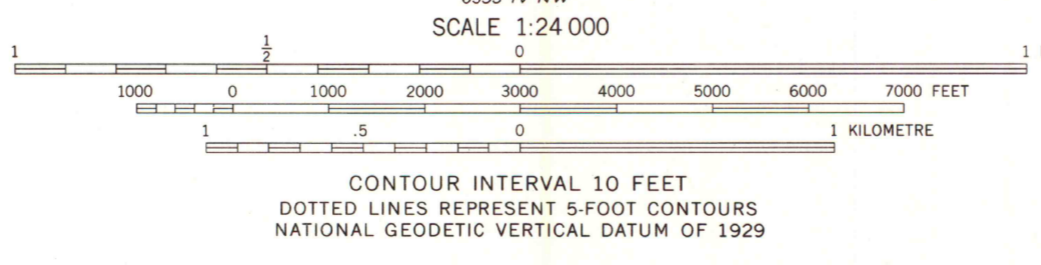 SCALE 1:24 000
1 ½ 0 1
1000 0 1000 2000 3000 4000 5000 6000 7000 FEET
1 .5 0 1 KILOMETRE
CONTOUR INTERVAL 10 FEET
DOTTED LINES REPRESENT 5-FOOT CONTOURS
NATIONAL GEODETIC VERTICAL DATUM OF 1929